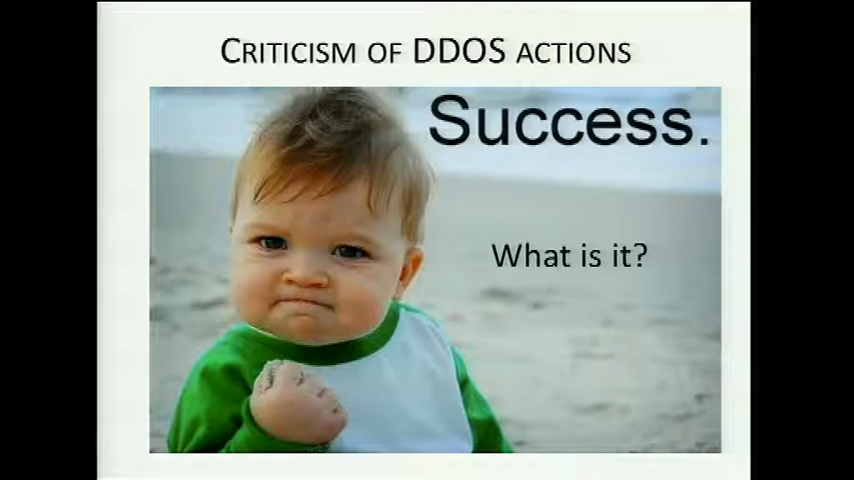 CRITICISM OF DDOS ACTIONS
Success.
What is it?